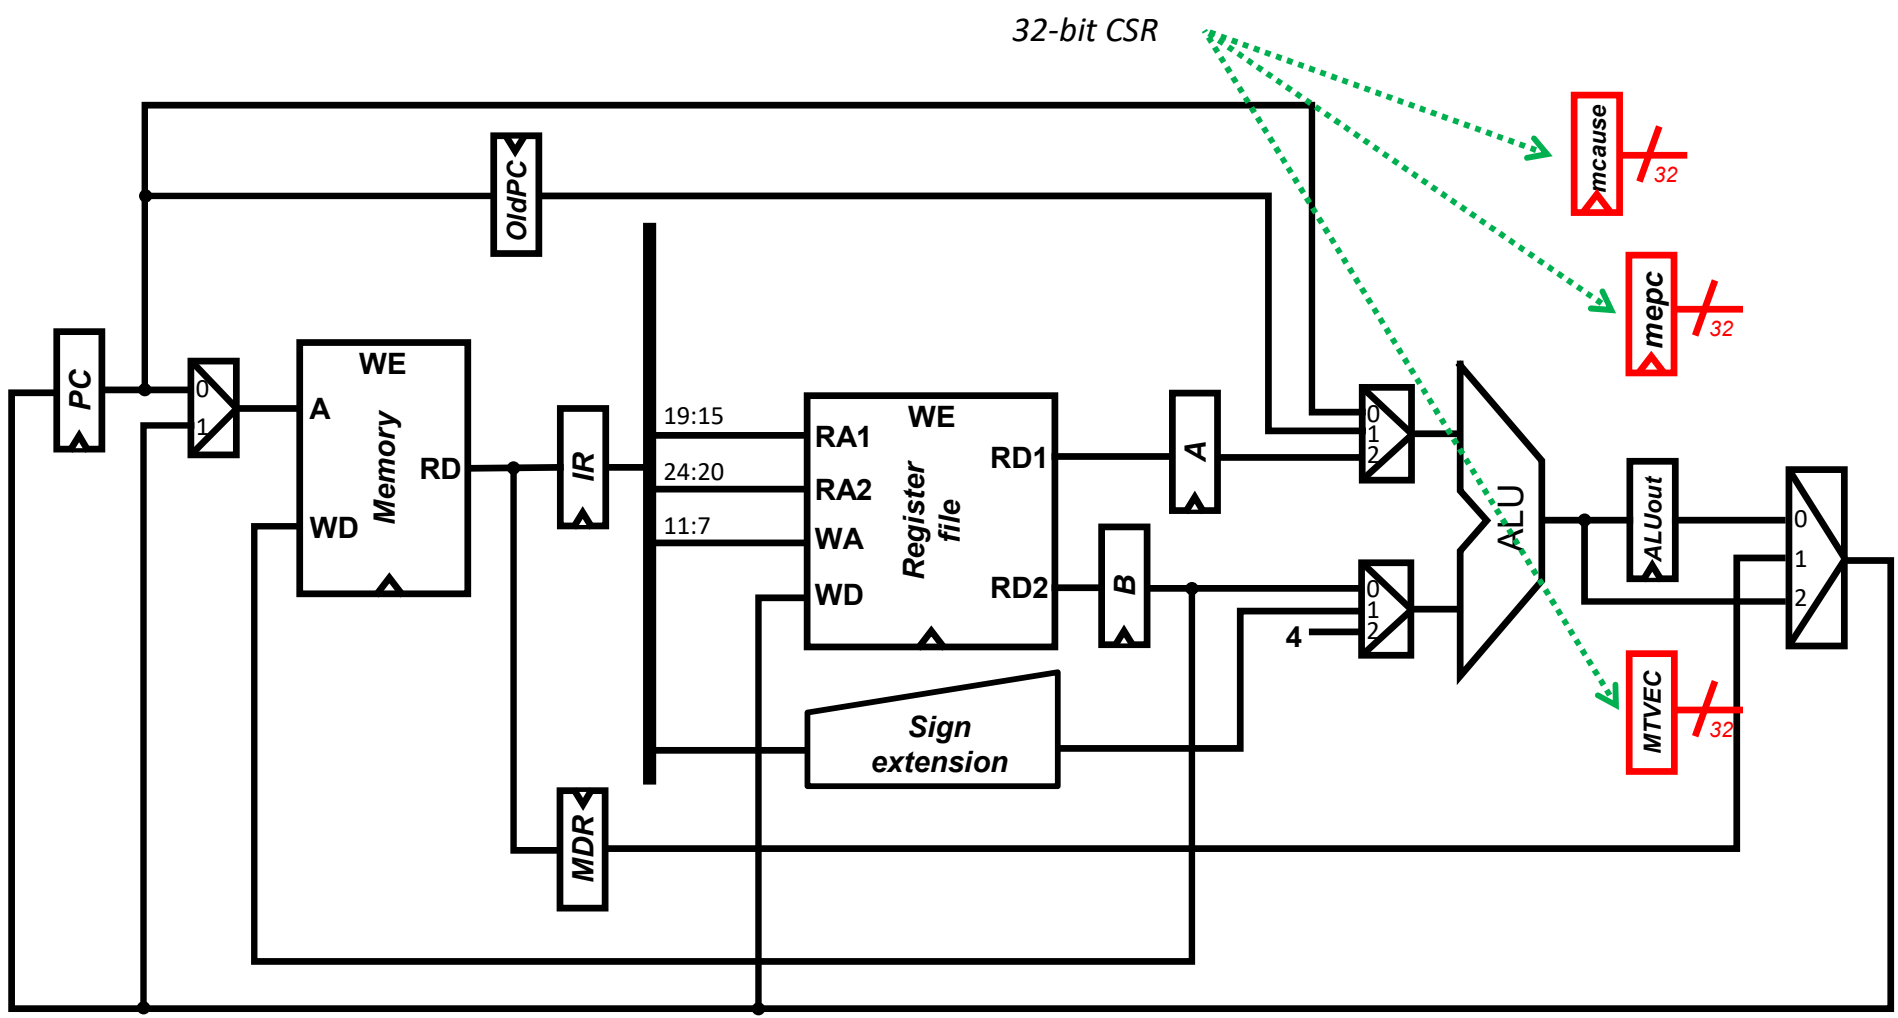 32-bit CSR
mcause
32
OldPC
mepc
32
PC
0
1
WE
A
Memory
RD
WD
IR
19:15
24:20
11:7
WE
RA1
RA2
WA
WD
Register
file
RD1
RD2
A
B
0
1
2
0
1
2
4
ALU
ALUout
0
1
2
MTVEC
32
Sign
extension
MDR